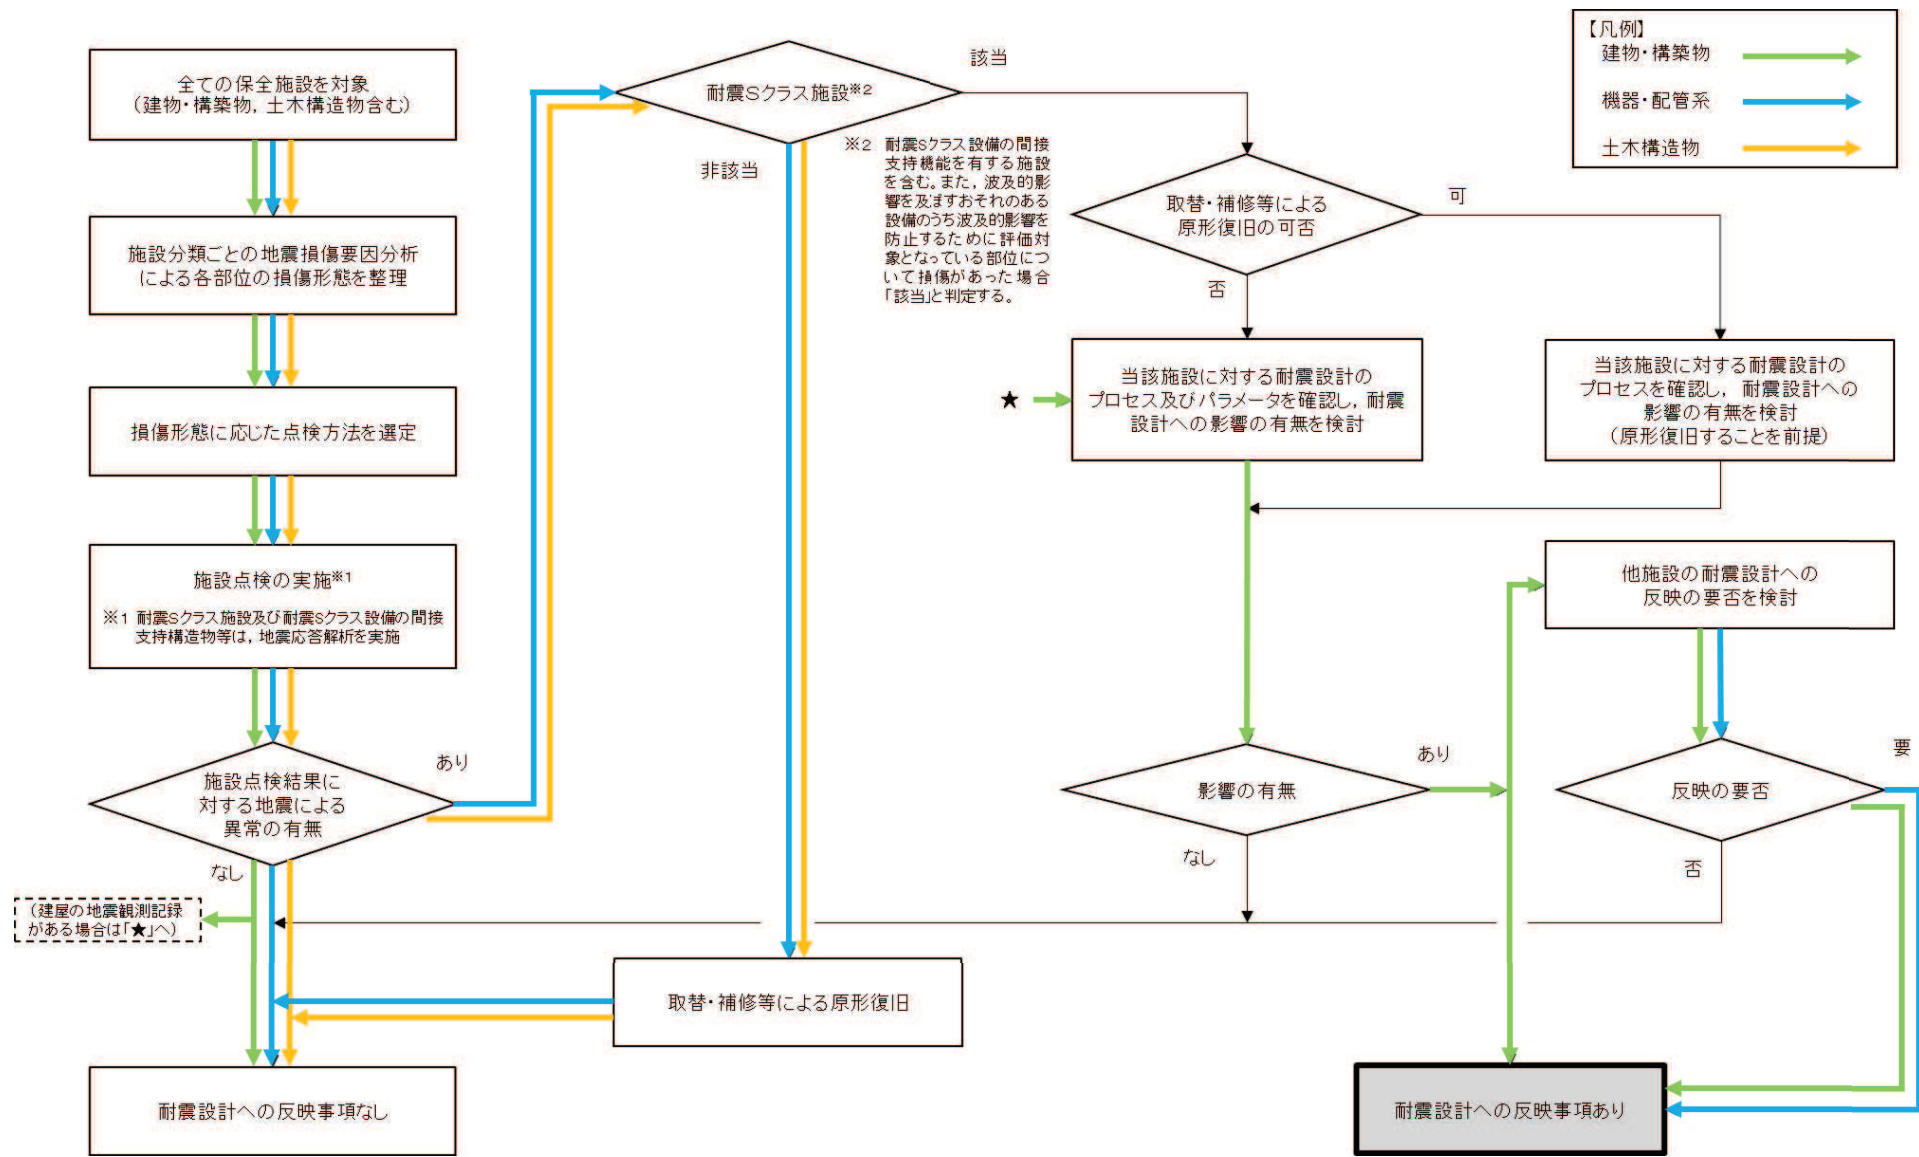 全ての保全施設を対象
(建物・構築物，土木構造物含む)
施設分類ごとの地震損傷要因分析
による各部位の損傷形態を整理
損傷形態に応じた点検方法を選定
施設点検の実施※1
※1 耐震Sクラス施設及び耐震Sクラス設備の間接
支持構造物等は，地震応答解析を実施
施設点検結果に
対する地震による
異常の有無
あり
なし
(建屋の地震観測記録
がある場合は「★」へ)
耐震設計への反映事項なし
耐震Sクラス施設※2
該当
非該当
※2 耐震Sクラス設備の間接
支持機能を有する施設
を含む。また，波及的影
響を及ぼすおそれのある
設備のうち波及的影響を
防止するために評価対
象となっている部位につ
いて損傷があった場合
「該当」と判定する。
取替・補修等による原形復旧
取替・補修等による
原形復旧の可否
可
否
★
当該施設に対する耐震設計の
プロセス及びパラメータを確認し，耐震
設計への影響の有無を検討
当該施設に対する耐震設計の
プロセスを確認し，耐震設計への
影響の有無を検討
(原形復旧することを前提)
影響の有無
あり
なし
他施設の耐震設計への
反映の要否を検討
反映の要否
要
否
耐震設計への反映事項あり
【凡例】
建物・構築物
機器・配管系
土木構造物